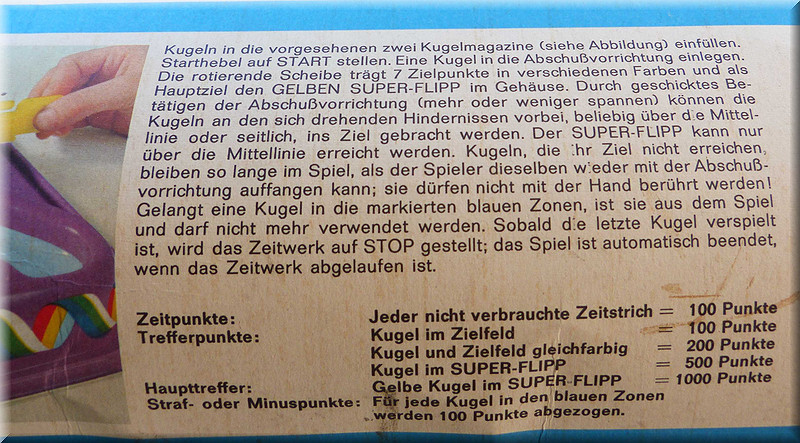 Kugeln in die vorgesehenen zwei Kugelmagazine (siehe Abbildung) einfüllen.
Starthebel auf START stellen. Eine Kugel in die Abschußvorrichtung einlegen.
Die rotierende Scheibe trägt 7 Zielpunkte in verschiedenen Farben und als
Hauptziel den GELBEN SUPER-FLIPP im Gehäuse. Durch geschicktes Be-
tätigen der Abschußvorrichtung (mehr oder weniger spannen) können die
Kugeln an den sich drehenden Hindernissen vorbei, beliebig über die Mittel-
linie oder seitlich, ins Ziel gebracht werden. Der SUPER-FLIPP kann nur
über die Mittellinie erreicht werden. Kugeln, die ihr Ziel nicht erreichen,
bleiben so lange im Spiel, als der Spieler dieselben wieder mit der Abschuß-
vorrichtung auffangen kann; sie dürfen nicht mit der Hand berührt werden!
Gelangt eine Kugel in die markierten blauen Zonen, ist sie aus dem Spiel
und darf nicht mehr verwendet werden. Sobald die letzte Kugel verspielt
ist, wird das Zeitwerk auf STOP gestellt; das Spiel ist automatisch beendet,
wenn das Zeitwerk abgelaufen ist.
Zeitpunkte: Jeder nicht verbrauchte Zeitstrich = 100 Punkte
Trefferpunkte: Kugel im Zielfeld = 100 Punkte
Kugel und Zielfeld gleichfarbig = 200 Punkte
Kugel im SUPER-FLIPP = 500 Punkte
Haupttreffer: Gelbe Kugel im SUPER-FLIPP = 1000 Punkte
Straf- oder Minuspunkte: Für jede Kugel in den blauen Zonen
werden 100 Punkte abgezogen.